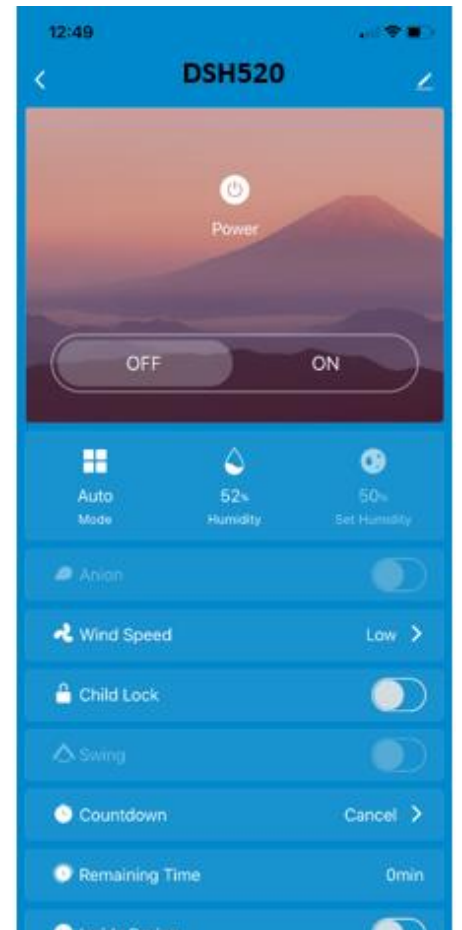 12:49
DSH520
Power
OFF ON
Auto 52% 50%
Mode Humidity Set Humidity
Anion
Wind Speed Low
Child Lock
Swing
Countdown Cancel
Remaining Time 0min